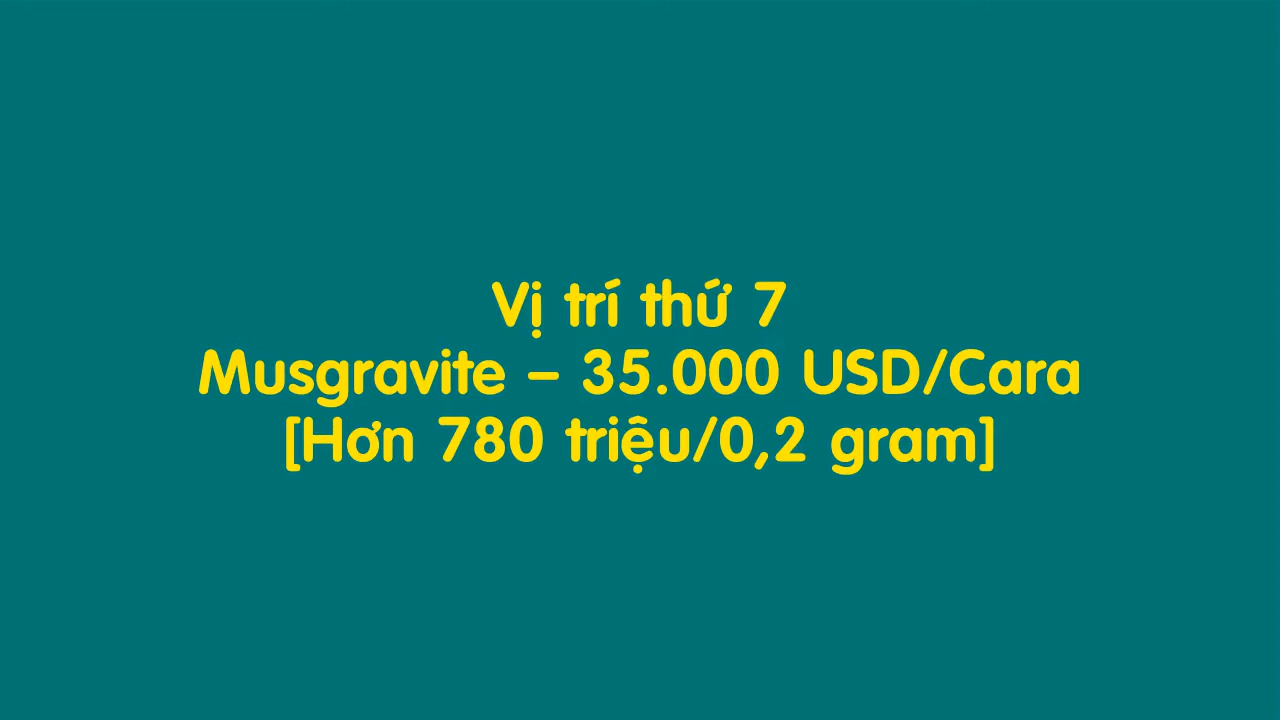 Vị trí thứ 7
Musgravite – 35.000 USD/Cara
[Hơn 780 triệu/0,2 gram]